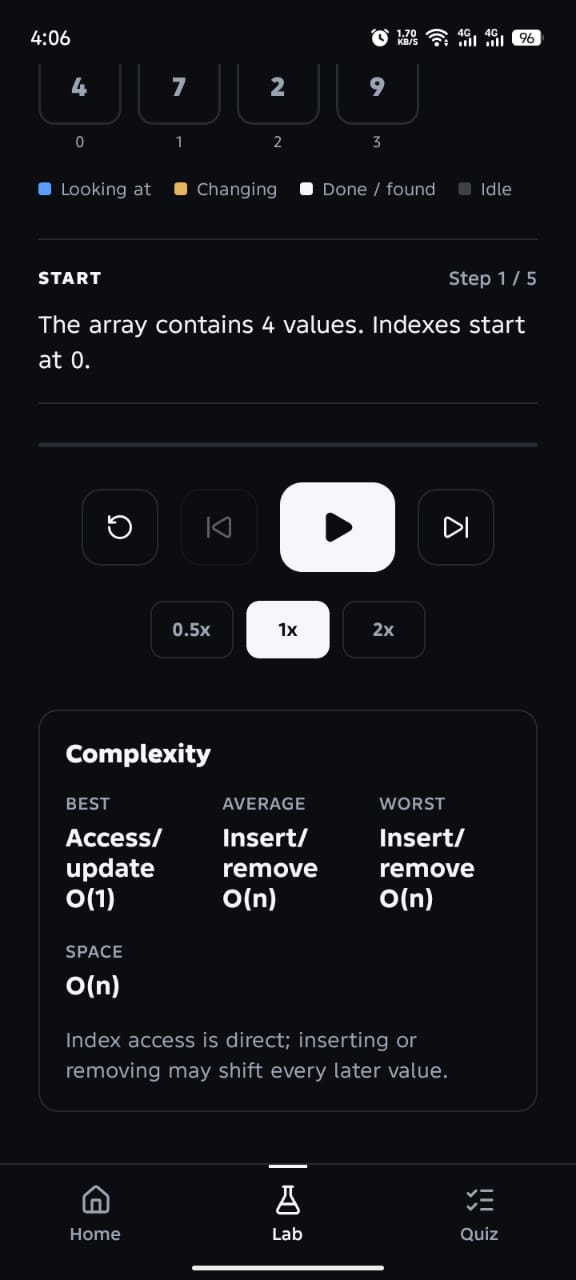 4:06 1.70 KB/S 4G 4G 96
4 7 2 9
0 1 2 3
Looking at Changing Done / found Idle
START Step 1 / 5
The array contains 4 values. Indexes start
at 0.
0.5x 1x 2x
Complexity
BEST AVERAGE WORST
Access/ Insert/ Insert/
update remove remove
O(1) O(n) O(n)
SPACE
O(n)
Index access is direct; inserting or
removing may shift every later value.
Home Lab Quiz